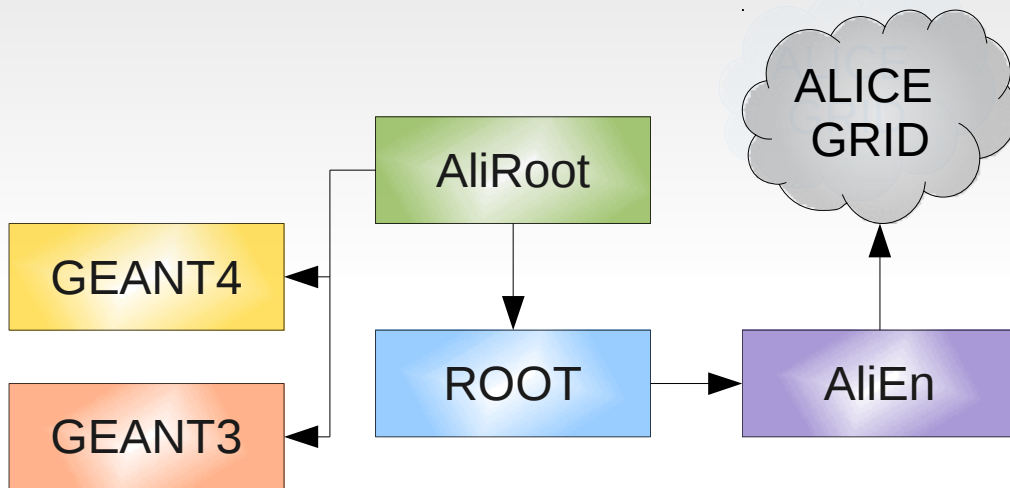 ALICE
GRID
AliRoot
GEANT4
ROOT
AliEn
GEANT3